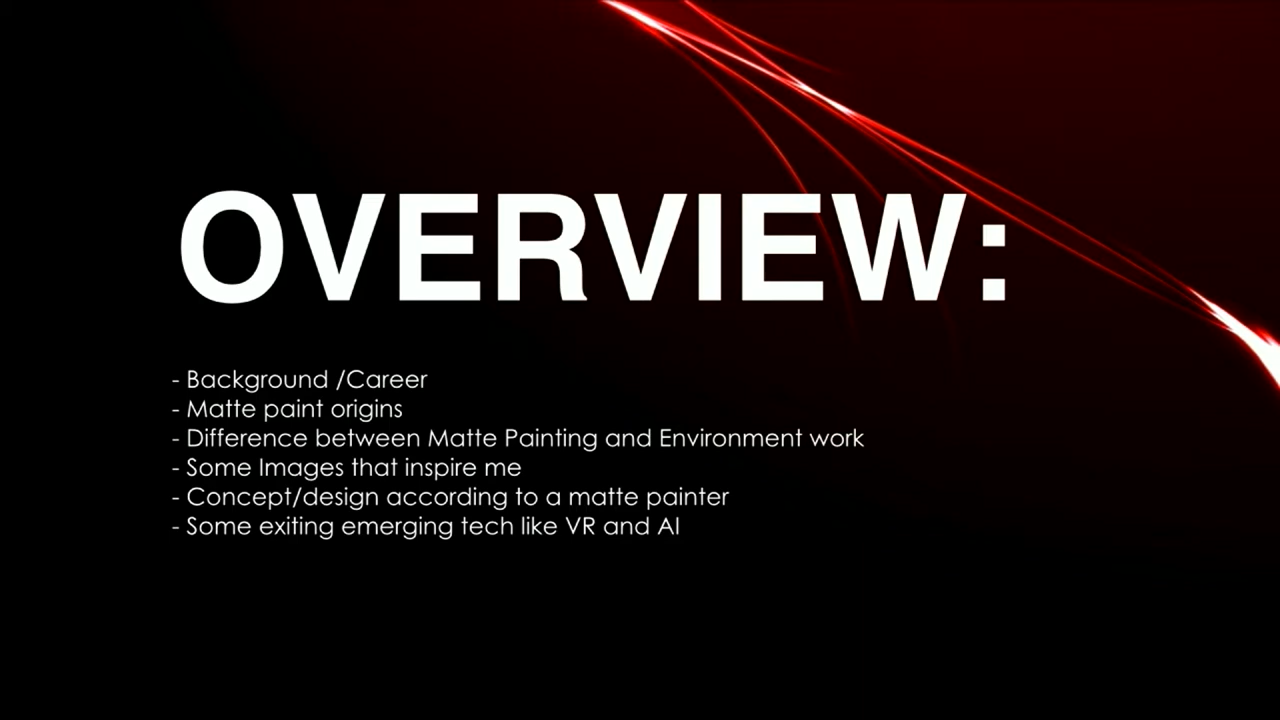 OVERVIEW:
- Background /Career
- Matte paint origins
- Difference between Matte Painting and Environment work
- Some Images that inspire me
- Concept/design according to a matte painter
- Some exiting emerging tech like VR and AI